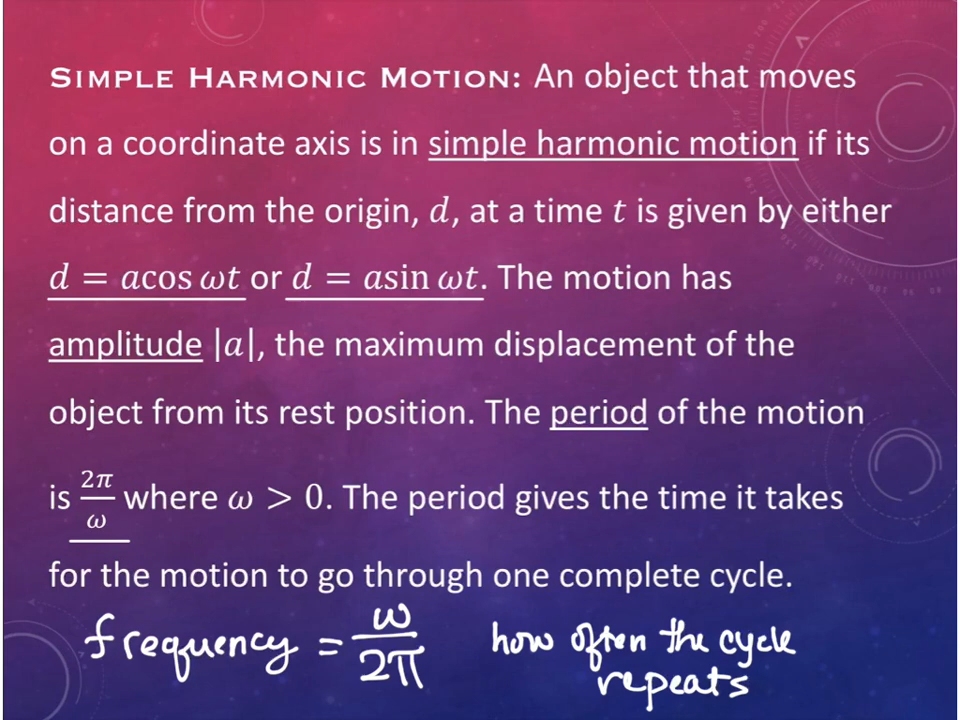 SIMPLE HARMONIC MOTION: An object that moves
on a coordinate axis is in simple harmonic motion if its
distance from the origin, d, at a time t is given by either
d = acos ωt or d = asin ωt. The motion has
amplitude |a|, the maximum displacement of the
object from its rest position. The period of the motion
is 2π/ω where ω > 0. The period gives the time it takes
for the motion to go through one complete cycle.
frequency = ω/2π how often the cycle
repeats